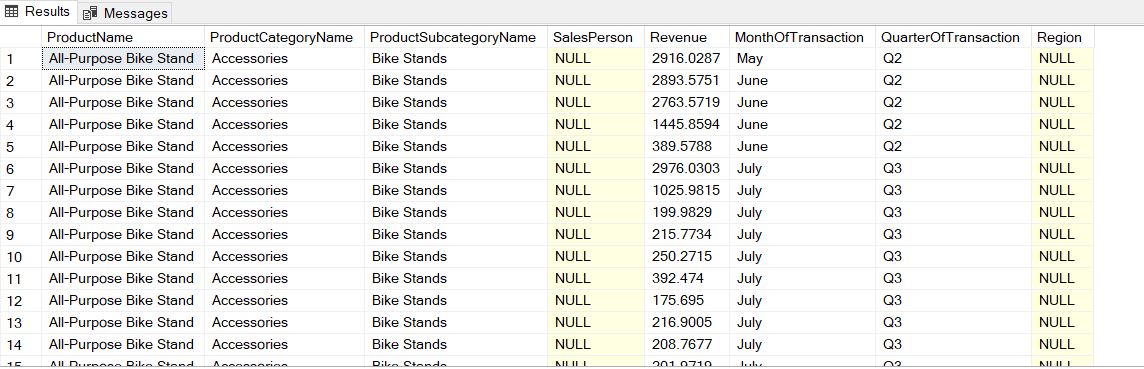 Results Messages
ProductName ProductCategoryName ProductSubcategoryName SalesPerson Revenue MonthOfTransaction QuarterOfTransaction Region
1 All-Purpose Bike Stand Accessories Bike Stands NULL 2916.0287 May Q2 NULL
2 All-Purpose Bike Stand Accessories Bike Stands NULL 2893.5751 June Q2 NULL
3 All-Purpose Bike Stand Accessories Bike Stands NULL 2763.5719 June Q2 NULL
4 All-Purpose Bike Stand Accessories Bike Stands NULL 1445.8594 June Q2 NULL
5 All-Purpose Bike Stand Accessories Bike Stands NULL 389.5788 June Q2 NULL
6 All-Purpose Bike Stand Accessories Bike Stands NULL 2976.0303 July Q3 NULL
7 All-Purpose Bike Stand Accessories Bike Stands NULL 1025.9815 July Q3 NULL
8 All-Purpose Bike Stand Accessories Bike Stands NULL 199.9829 July Q3 NULL
9 All-Purpose Bike Stand Accessories Bike Stands NULL 215.7734 July Q3 NULL
10 All-Purpose Bike Stand Accessories Bike Stands NULL 250.2715 July Q3 NULL
11 All-Purpose Bike Stand Accessories Bike Stands NULL 392.474 July Q3 NULL
12 All-Purpose Bike Stand Accessories Bike Stands NULL 175.695 July Q3 NULL
13 All-Purpose Bike Stand Accessories Bike Stands NULL 216.9005 July Q3 NULL
14 All-Purpose Bike Stand Accessories Bike Stands NULL 208.7677 July Q3 NULL
15 All-Purpose Bike Stand Accessories Bike Stands NULL July Q3 NULL